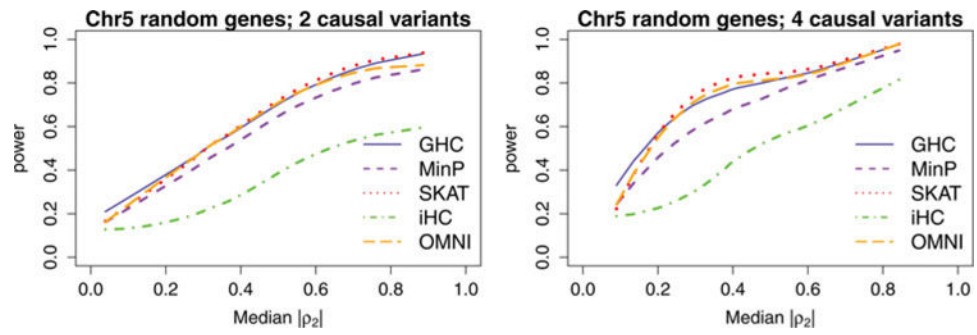 Chr5 random genes; 2 causal variants
power
0.0 0.2 0.4 0.6 0.8 1.0
GHC
MinP
SKAT
iHC
OMNI
0.0 0.2 0.4 0.6 0.8 1.0
Median |ρ₂|
Chr5 random genes; 4 causal variants
power
0.0 0.2 0.4 0.6 0.8 1.0
GHC
MinP
SKAT
iHC
OMNI
0.0 0.2 0.4 0.6 0.8 1.0
Median |ρ₂|